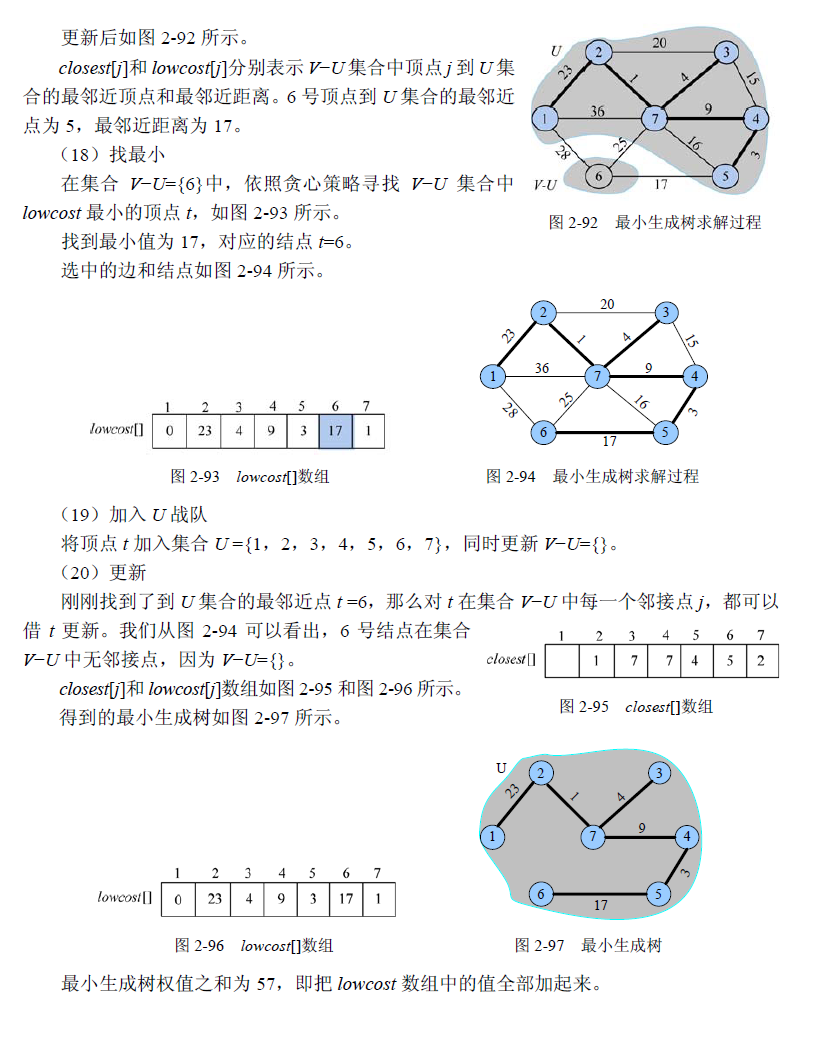 更新后如图 2-92 所示。
closest[j]和 lowcost[j]分别表示 V−U 集合中顶点 j 到 U 集
合的最邻近顶点和最邻近距离。6 号顶点到 U 集合的最邻近
点为 5，最邻近距离为 17。
（18）找最小
在集合 V−U={6}中，依照贪心策略寻找 V−U 集合中
lowcost 最小的顶点 t，如图 2-93 所示。
找到最小值为 17，对应的结点 t=6。
选中的边和结点如图 2-94 所示。
U
2 20 3
23 1 4 15
1 36 7 9 4
28 25 16 3
V-U 6 17 5
图 2-92 最小生成树求解过程
1 2 3 4 5 6 7
lowcost[] 0 23 4 9 3 17 1
图 2-93 lowcost[]数组
2 20 3
23 1 4 15
1 36 7 9 4
28 25 16 3
6 17 5
图 2-94 最小生成树求解过程
（19）加入 U 战队
将顶点 t 加入集合 U ={1，2，3，4，5，6，7}，同时更新 V−U={}。
（20）更新
刚刚找到了到 U 集合的最邻近点 t =6，那么对 t 在集合 V−U 中每一个邻接点 j，都可以
借 t 更新。我们从图 2-94 可以看出，6 号结点在集合
V−U 中无邻接点，因为 V−U={}。
closest[j]和 lowcost[j]数组如图 2-95 和图 2-96 所示。
得到的最小生成树如图 2-97 所示。
1 2 3 4 5 6 7
closest[] 1 7 7 4 5 2
图 2-95 closest[]数组
1 2 3 4 5 6 7
lowcost[] 0 23 4 9 3 17 1
图 2-96 lowcost[]数组
U 2 3
23 1 4
1 7 9 4
3
6 17 5
图 2-97 最小生成树
最小生成树权值之和为 57，即把 lowcost 数组中的值全部加起来。